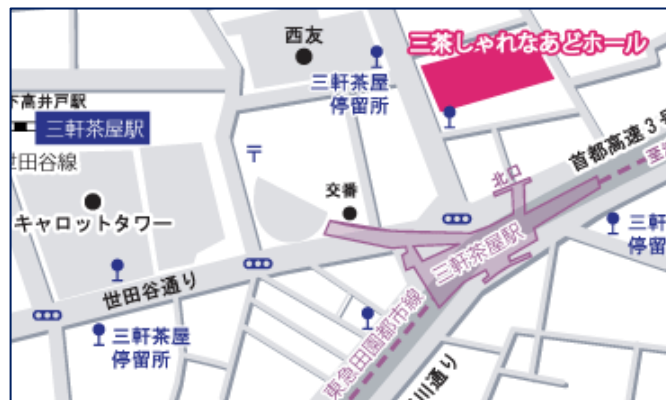 西友
三茶しゃれなあどホール
三軒茶屋
停留所
下高井戸駅
三軒茶屋駅
世田谷線
〒
首都高速3号
北口
交番
キャロットタワー
三軒茶屋駅
三軒
停留
世田谷通り
三軒茶屋
停留所
東急田園都市線
川通り